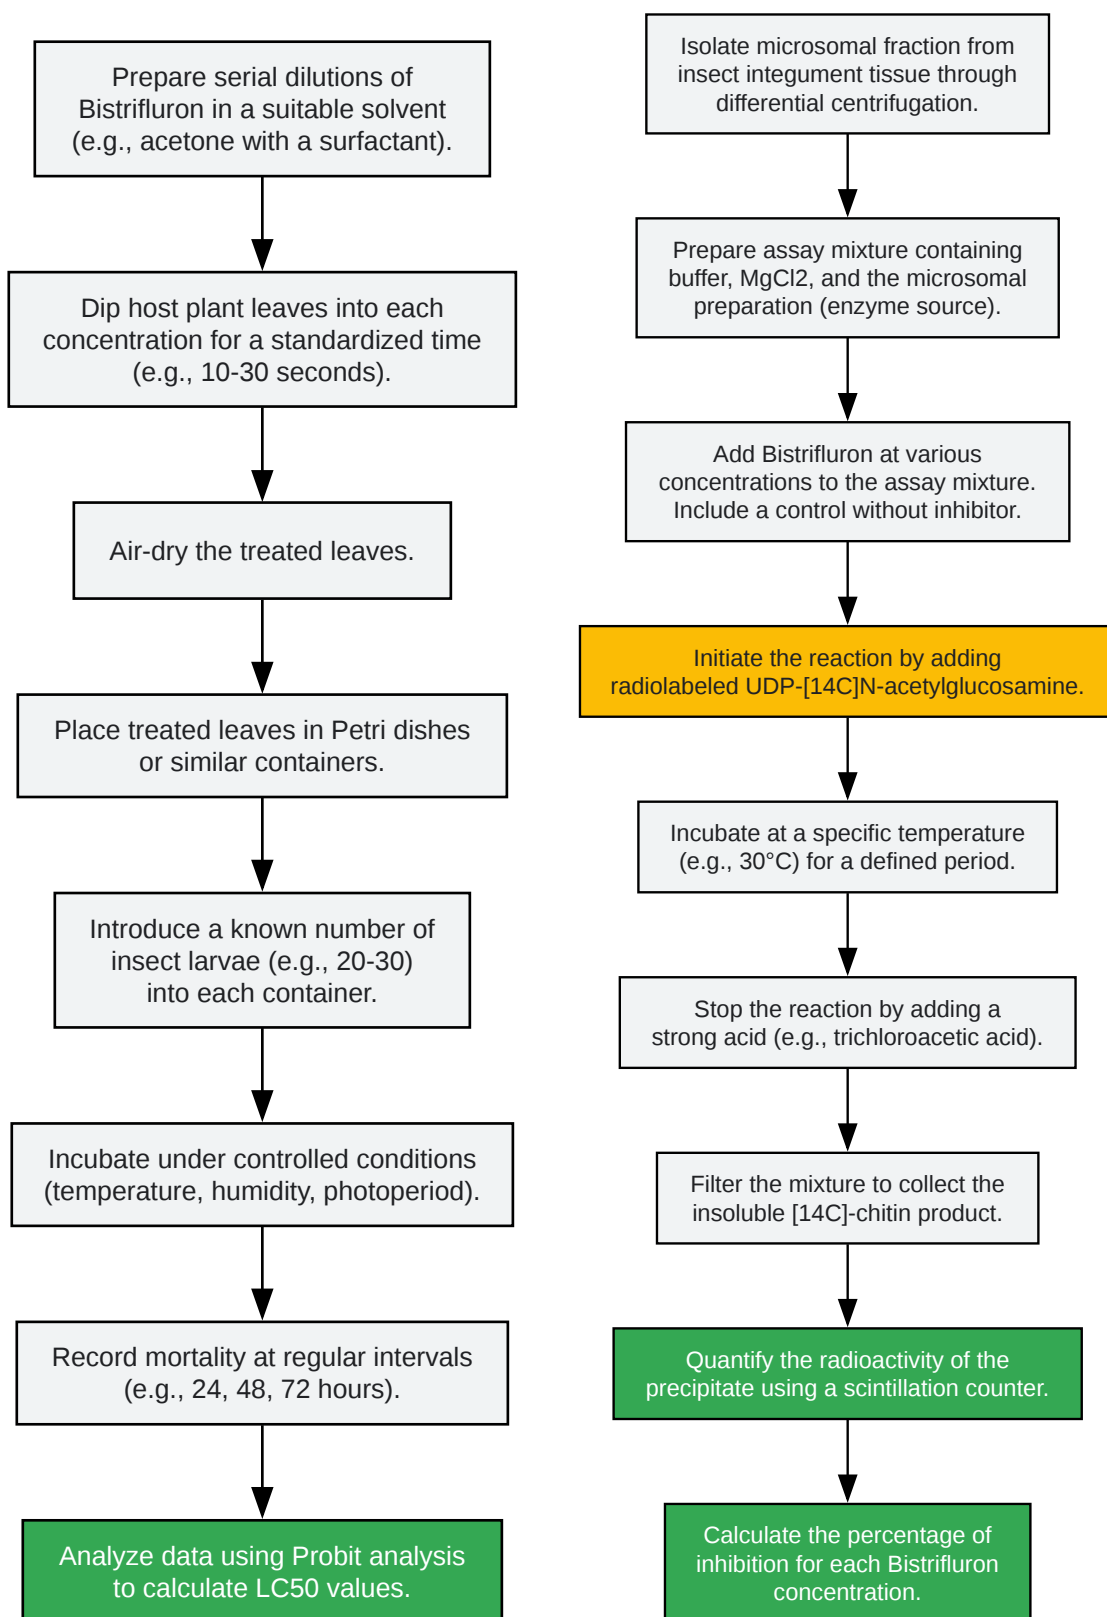 Prepare serial dilutions of
Bistrifluron in a suitable solvent
(e.g., acetone with a surfactant).
Dip host plant leaves into each
concentration for a standardized time
(e.g., 10-30 seconds).
Air-dry the treated leaves.
Place treated leaves in Petri dishes
or similar containers.
Introduce a known number of
insect larvae (e.g., 20-30)
into each container.
Incubate under controlled conditions
(temperature, humidity, photoperiod).
Record mortality at regular intervals
(e.g., 24, 48, 72 hours).
Analyze data using Probit analysis
to calculate LC50 values.
Isolate microsomal fraction from
insect integument tissue through
differential centrifugation.
Prepare assay mixture containing
buffer, MgCl2, and the microsomal
preparation (enzyme source).
Add Bistrifluron at various
concentrations to the assay mixture.
Include a control without inhibitor.
Initiate the reaction by adding
radiolabeled UDP-[14C]N-acetylglucosamine.
Incubate at a specific temperature
(e.g., 30°C) for a defined period.
Stop the reaction by adding a
strong acid (e.g., trichloroacetic acid).
Filter the mixture to collect the
insoluble [14C]-chitin product.
Quantify the radioactivity of the
precipitate using a scintillation counter.
Calculate the percentage of
inhibition for each Bistrifluron
concentration.